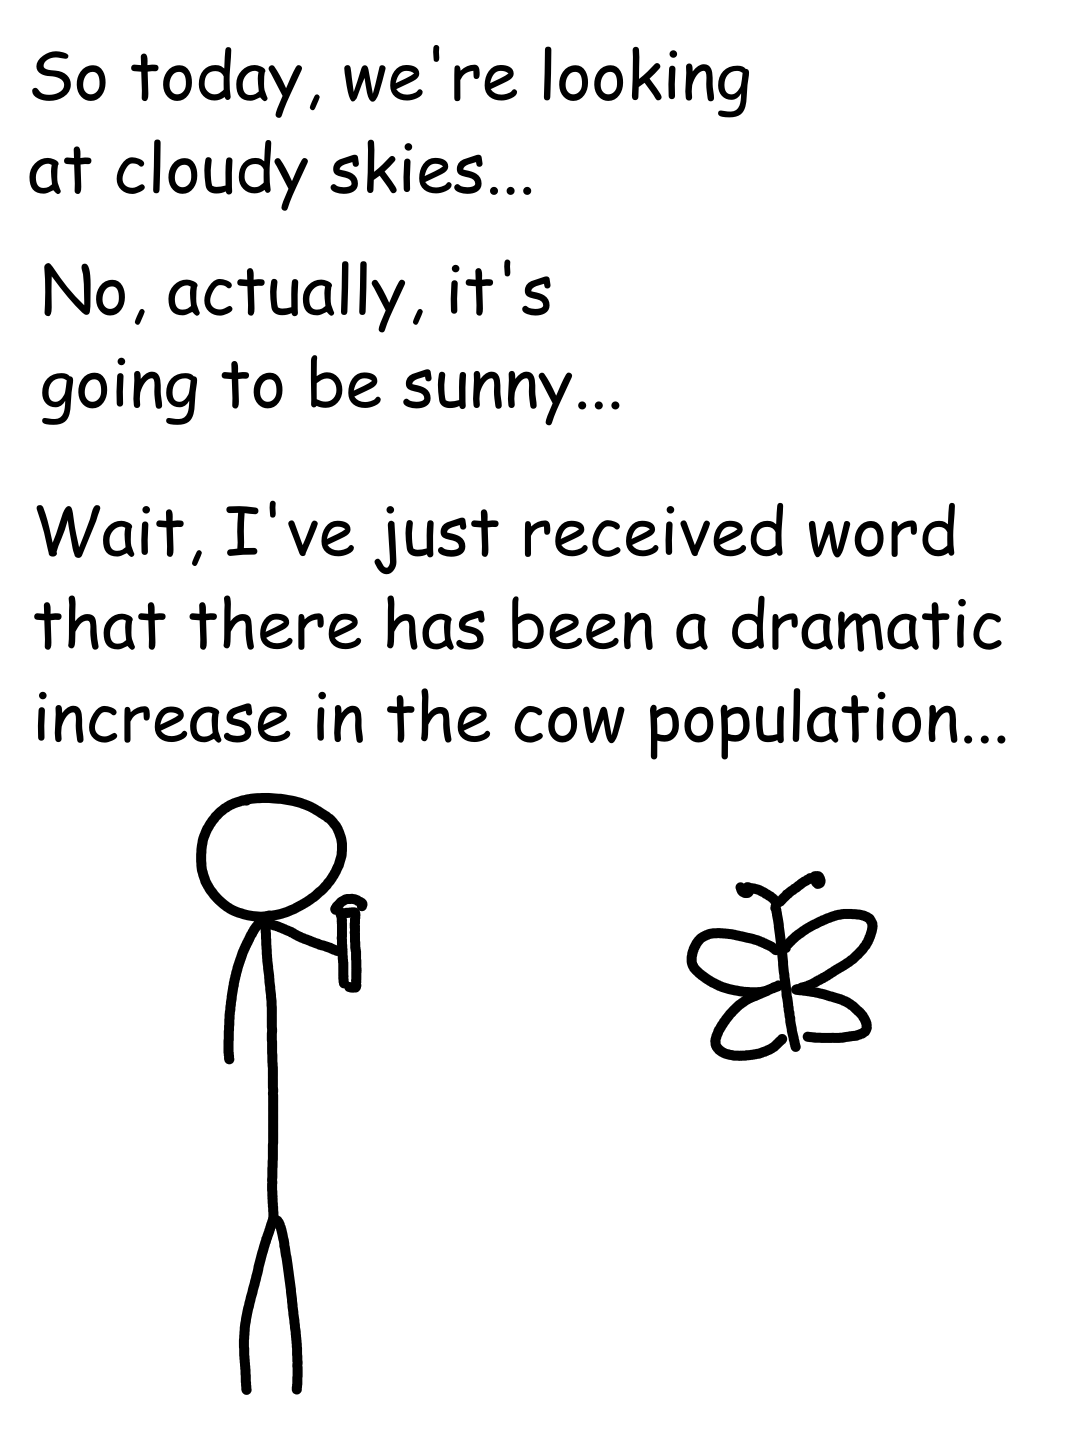 So today, we're looking
at cloudy skies...
No, actually, it's
going to be sunny...
Wait, I've just received word
that there has been a dramatic
increase in the cow population...